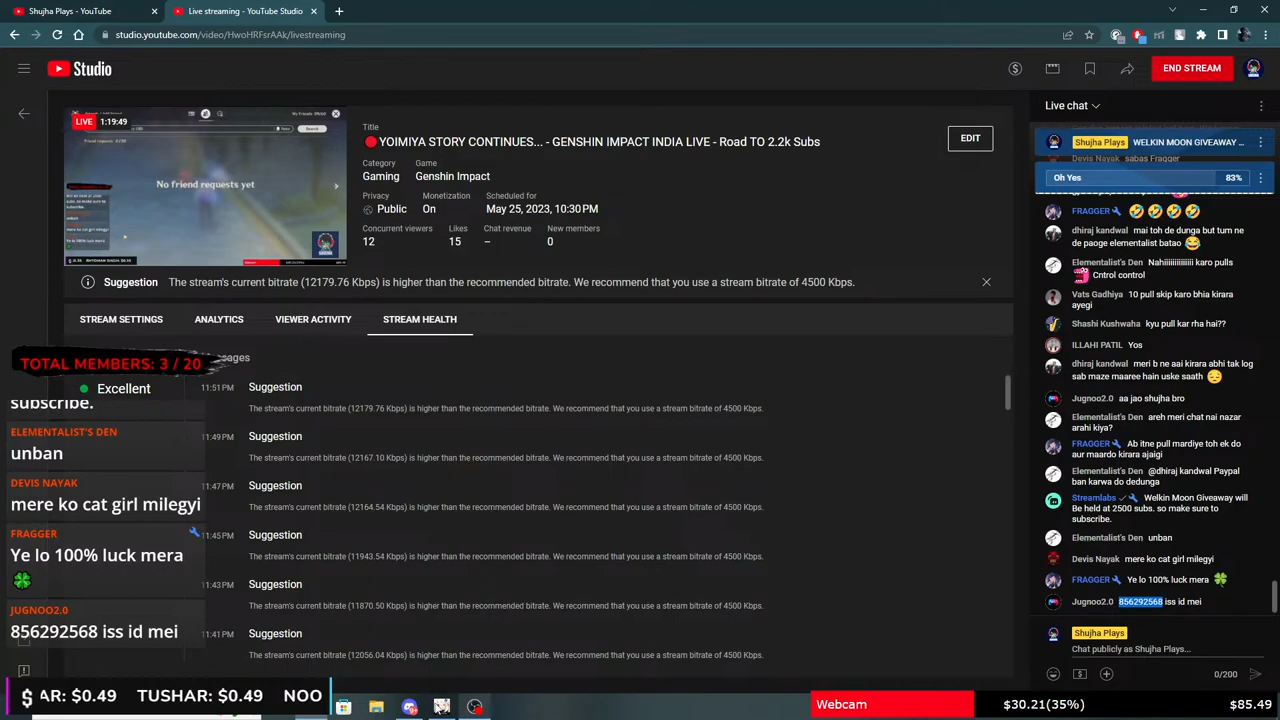 Shujha Plays - YouTube
Live streaming - YouTube Studio
studio.youtube.com/video/HwoHRFsrAAk/livestreaming
Studio
END STREAM
LIVE 1:19:49
Search
No friend requests yet
Title
🔴YOIMIYA STORY CONTINUES... - GENSHIN IMPACT INDIA LIVE - Road TO 2.2k Subs
EDIT
Category
Game
Gaming
Genshin Impact
Privacy
Monetization
Scheduled for
Public
On
May 25, 2023, 10:30 PM
Concurrent viewers
Likes
Chat revenue
New members
12
15
–
0
Suggestion The stream's current bitrate (12179.76 Kbps) is higher than the recommended bitrate. We recommend that you use a stream bitrate of 4500 Kbps.
STREAM SETTINGS
ANALYTICS
VIEWER ACTIVITY
STREAM HEALTH
TOTAL MEMBERS: 3 / 20
Excellent
11:51 PM Suggestion
The stream's current bitrate (12179.76 Kbps) is higher than the recommended bitrate. We recommend that you use a stream bitrate of 4500 Kbps.
11:49 PM Suggestion
The stream's current bitrate (12167.10 Kbps) is higher than the recommended bitrate. We recommend that you use a stream bitrate of 4500 Kbps.
11:47 PM Suggestion
The stream's current bitrate (12164.54 Kbps) is higher than the recommended bitrate. We recommend that you use a stream bitrate of 4500 Kbps.
11:45 PM Suggestion
The stream's current bitrate (11943.54 Kbps) is higher than the recommended bitrate. We recommend that you use a stream bitrate of 4500 Kbps.
11:43 PM Suggestion
The stream's current bitrate (11870.50 Kbps) is higher than the recommended bitrate. We recommend that you use a stream bitrate of 4500 Kbps.
11:41 PM Suggestion
The stream's current bitrate (12056.04 Kbps) is higher than the recommended bitrate. We recommend that you use a stream bitrate of 4500 Kbps.
subscribe.
ELEMENTALIST'S DEN
unban
DEVIS NAYAK
mere ko cat girl milegyi
FRAGGER
Ye lo 100% luck mera
🍀
JUGNOO2.0
856292568 iss id mei
Live chat
Shujha Plays WELKIN MOON GIVEAWAY ...
Devis Nayak sabas Fragger
Oh Yes 83%
FRAGGER 🤣🤣🤣🤣
dhiraj kandwal mai toh de dunga but turn ne
de paoge elementalist batao 😂
Elementalist's Den Nahiiiiiiiiiiiiii karo pulls
Cntrol control
Vats Gadhiya 10 pull skip karo bhia kirara
ayegi
Shashi Kushwaha kyu pull kar rha hai??
ILLAHI PATIL Yos
dhiraj kandwal meri b ne aai kirara abhi tak log
sab maze maaree hain uske saath 😔
Jugnoo2.0 aa jao shujha bro
Elementalist's Den areh meri chat nai nazar
arahi kiya?
FRAGGER Ab itne pull mardiye toh ek do
aur maardo kirara ajaigi
Elementalist's Den @dhiraj kandwal Paypal
ban karwa do dedunga
Streamlabs Welkin Moon Giveaway will
Be held at 2500 subs. so make sure to
subscribe.
Elementalist's Den unban
Devis Nayak mere ko cat girl milegyi
FRAGGER Ye lo 100% luck mera 🍀
Jugnoo2.0 856292568 iss id mei
Shujha Plays
Chat publicly as Shujha Plays...
0/200
$ AR: $0.49 TUSHAR: $0.49 NOO
Webcam $30.21(35%) $85.49